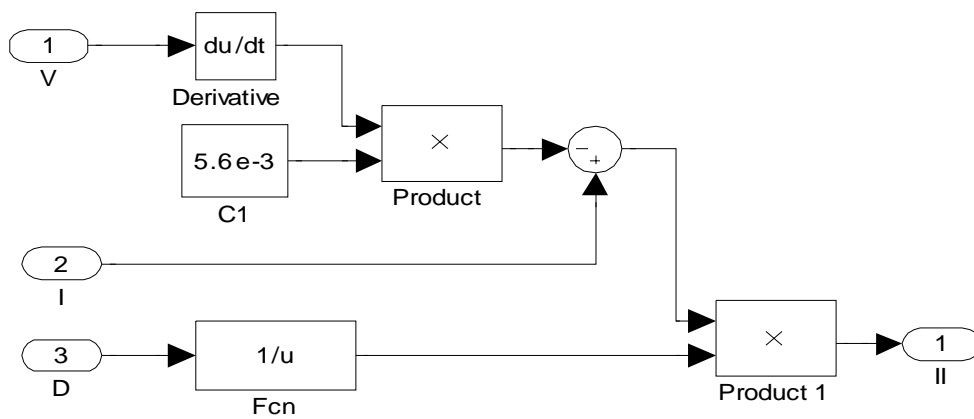 1
V
du/dt
Derivative
5.6e-3
C1
×
Product
−
+
2
I
3
D
1/u
Fcn
×
Product 1
1
Il